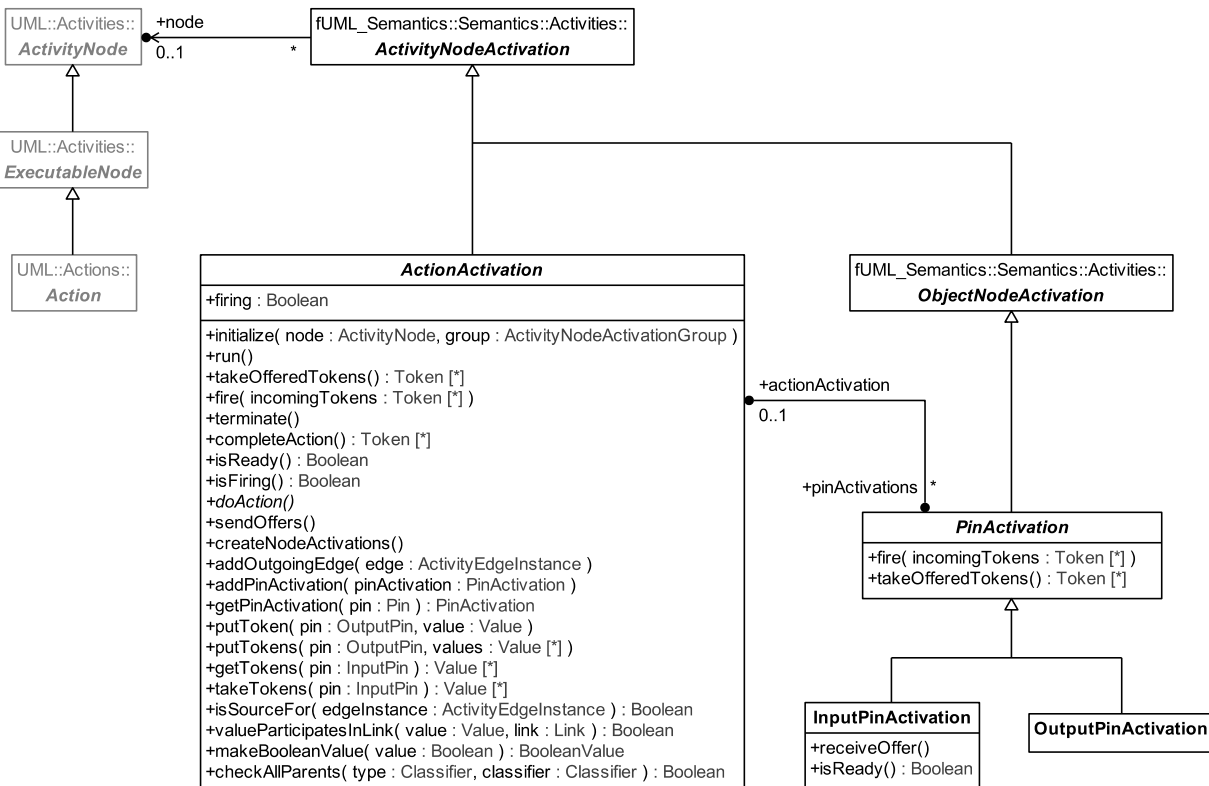 UML::Activities::
ActivityNode
+node
0..1
*
fUML_Semantics::Semantics::Activities::
ActivityNodeActivation
UML::Activities::
ExecutableNode
UML::Actions::
Action
ActionActivation
+firing : Boolean
+initialize( node : ActivityNode, group : ActivityNodeActivationGroup )
+run()
+takeOfferedTokens() : Token [*]
+fire( incomingTokens : Token [*] )
+terminate()
+completeAction() : Token [*]
+isReady() : Boolean
+isFiring() : Boolean
+doAction()
+sendOffers()
+createNodeActivations()
+addOutgoingEdge( edge : ActivityEdgeInstance )
+addPinActivation( pinActivation : PinActivation )
+getPinActivation( pin : Pin ) : PinActivation
+putToken( pin : OutputPin, value : Value )
+putTokens( pin : OutputPin, values : Value [*] )
+getTokens( pin : InputPin ) : Value [*]
+takeTokens( pin : InputPin ) : Value [*]
+isSourceFor( edgeInstance : ActivityEdgeInstance ) : Boolean
+valueParticipatesInLink( value : Value, link : Link ) : Boolean
+makeBooleanValue( value : Boolean ) : BooleanValue
+checkAllParents( type : Classifier, classifier : Classifier ) : Boolean
fUML_Semantics::Semantics::Activities::
ObjectNodeActivation
+actionActivation
0..1
+pinActivations
*
PinActivation
+fire( incomingTokens : Token [*] )
+takeOfferedTokens() : Token [*]
InputPinActivation
+receiveOffer()
+isReady() : Boolean
OutputPinActivation